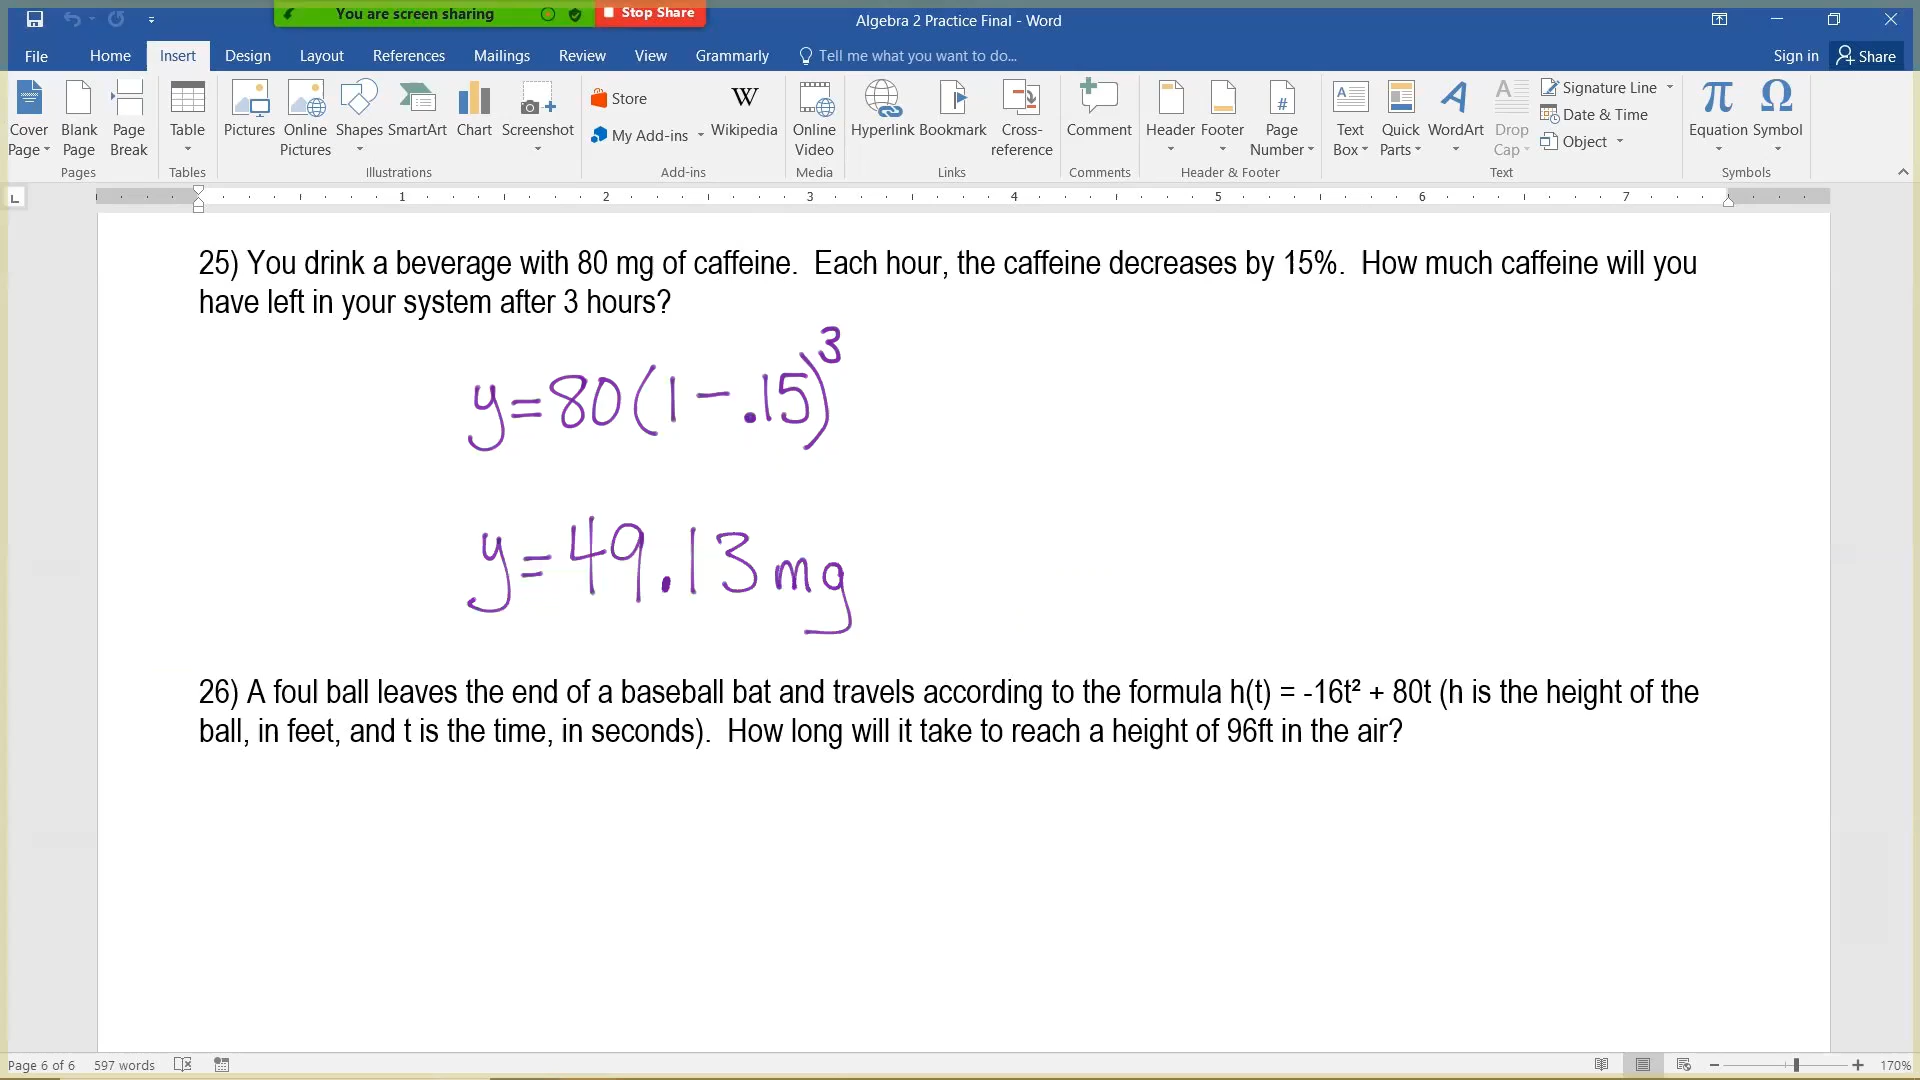 You are screen sharing
Stop Share
Algebra 2 Practice Final - Word
File Home Insert Design Layout References Mailings Review View Grammarly Tell me what you want to do... Sign in Share
Cover Page
Blank Page
Page Break
Pages
Table
Tables
Pictures
Online Pictures
Shapes
SmartArt
Chart
Screenshot
Illustrations
Store
My Add-ins
W
Wikipedia
Add-ins
Online Video
Media
Hyperlink
Bookmark
Cross-reference
Links
Comment
Comments
Header
Footer
Page Number
Header & Footer
Text Box
Quick Parts
WordArt
Drop Cap
Signature Line
Date & Time
Object
Text
π
Equation
Ω
Symbol
Symbols
1 2 3 4 5 6 7
25) You drink a beverage with 80 mg of caffeine. Each hour, the caffeine decreases by 15%. How much caffeine will you
have left in your system after 3 hours?
y=80(1-.15)³
y=49.13mg
26) A foul ball leaves the end of a baseball bat and travels according to the formula h(t) = -16t² + 80t (h is the height of the
ball, in feet, and t is the time, in seconds). How long will it take to reach a height of 96ft in the air?
Page 6 of 6 597 words 170%